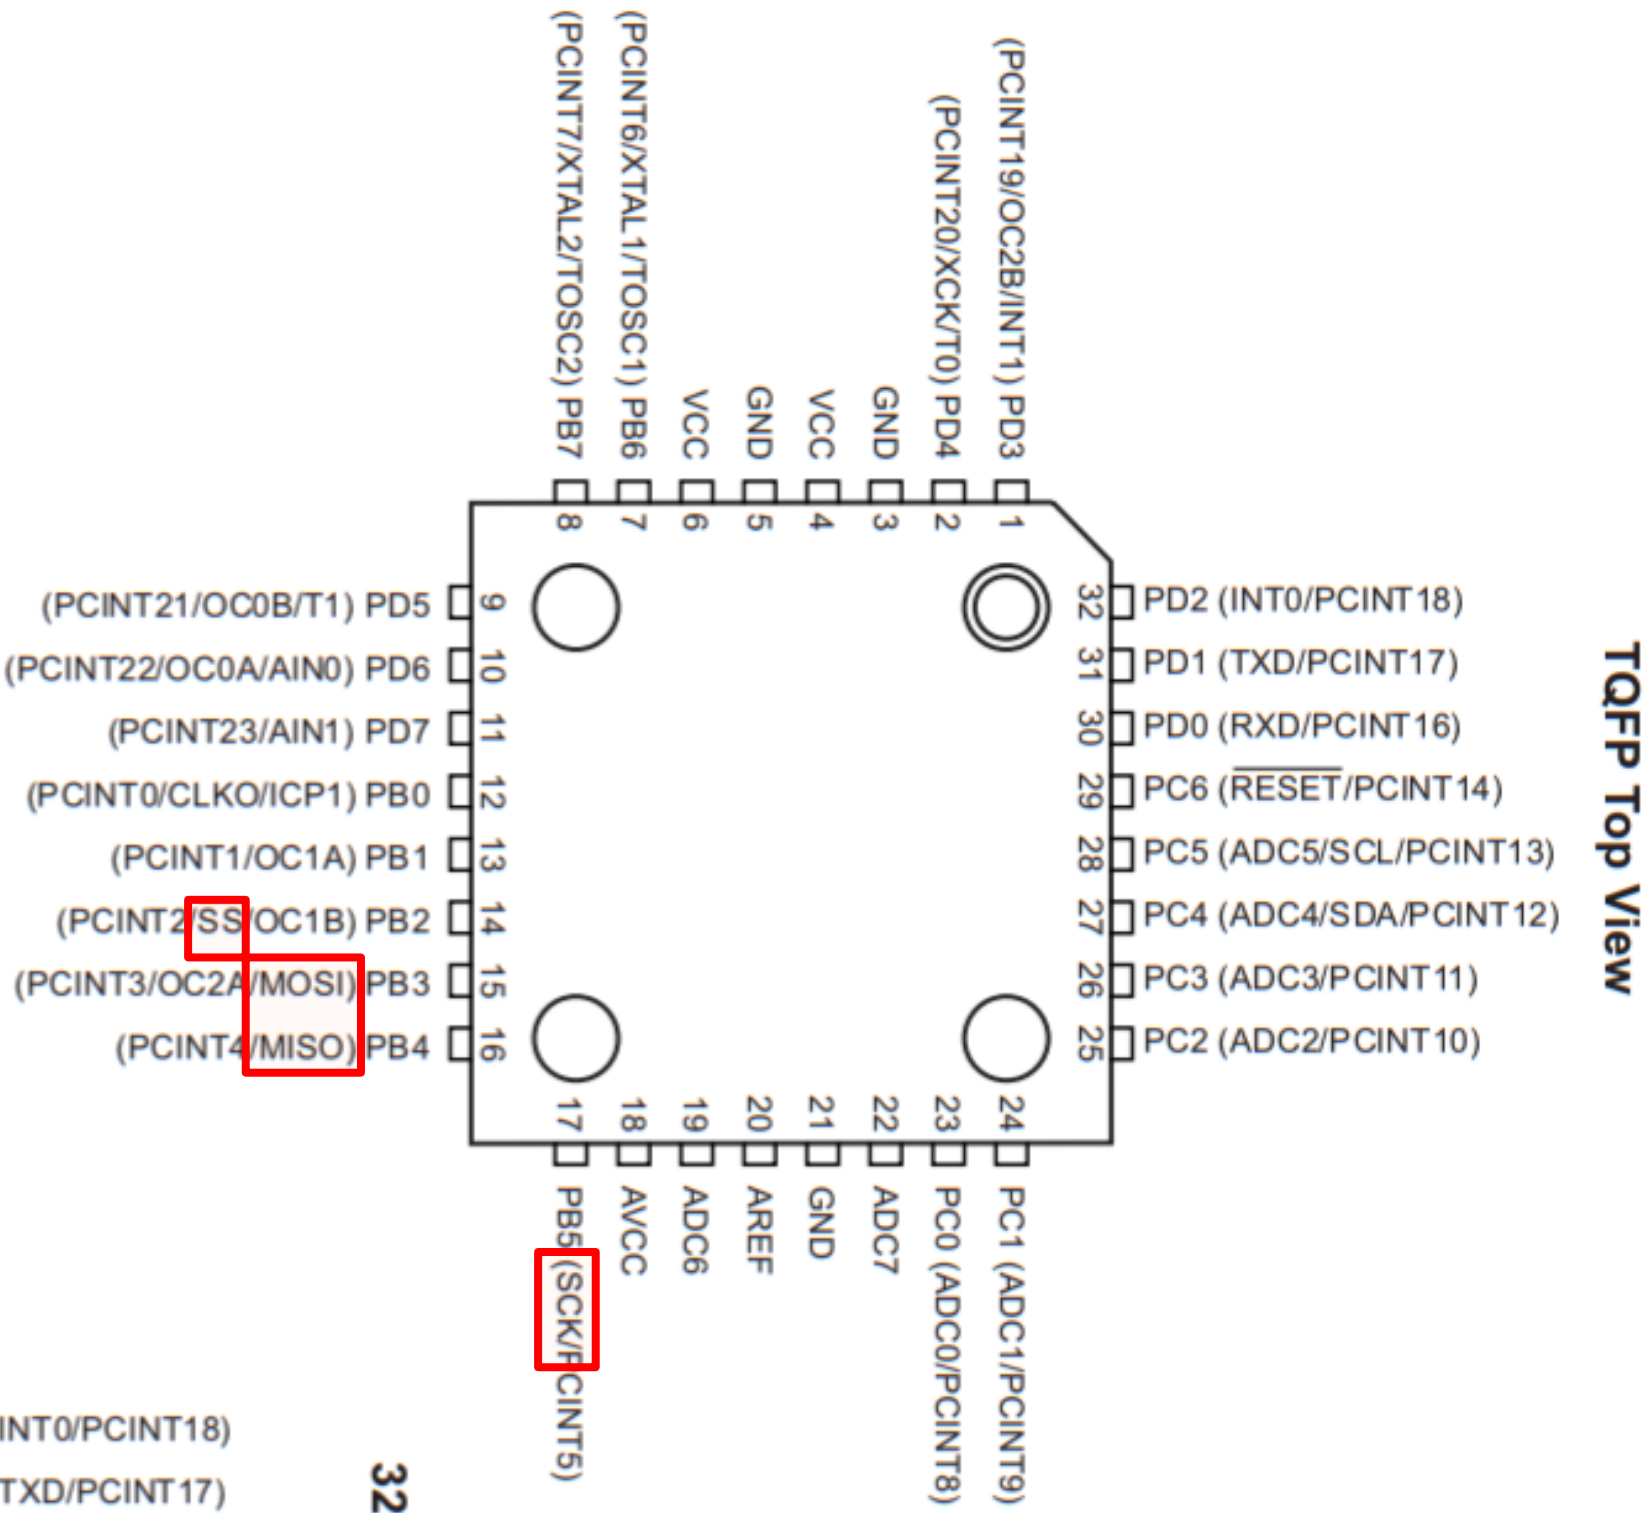 (PCINT7/XTAL2/TOSC2) PB7
(PCINT6/XTAL1/TOSC1) PB6
VCC
GND
VCC
GND
(PCINT20/XCK/T0) PD4
(PCINT19/OC2B/INT1) PD3
8 7 6 5 4 3 2 1
(PCINT21/OC0B/T1) PD5 9
(PCINT22/OC0A/AIN0) PD6 10
(PCINT23/AIN1) PD7 11
(PCINT0/CLKO/ICP1) PB0 12
(PCINT1/OC1A) PB1 13
(PCINT2/SS/OC1B) PB2 14
(PCINT3/OC2A/MOSI) PB3 15
(PCINT4/MISO) PB4 16
32 PD2 (INT0/PCINT18)
31 PD1 (TXD/PCINT17)
30 PD0 (RXD/PCINT16)
29 PC6 (RESET/PCINT14)
28 PC5 (ADC5/SCL/PCINT13)
27 PC4 (ADC4/SDA/PCINT12)
26 PC3 (ADC3/PCINT11)
25 PC2 (ADC2/PCINT10)
TQFP Top View
17 18 19 20 21 22 23 24
PB5 (SCK/PCINT5)
AVCC
ADC6
AREF
GND
ADC7
PC0 (ADC0/PCINT8)
PC1 (ADC1/PCINT9)
INT0/PCINT18)
TXD/PCINT17)
32